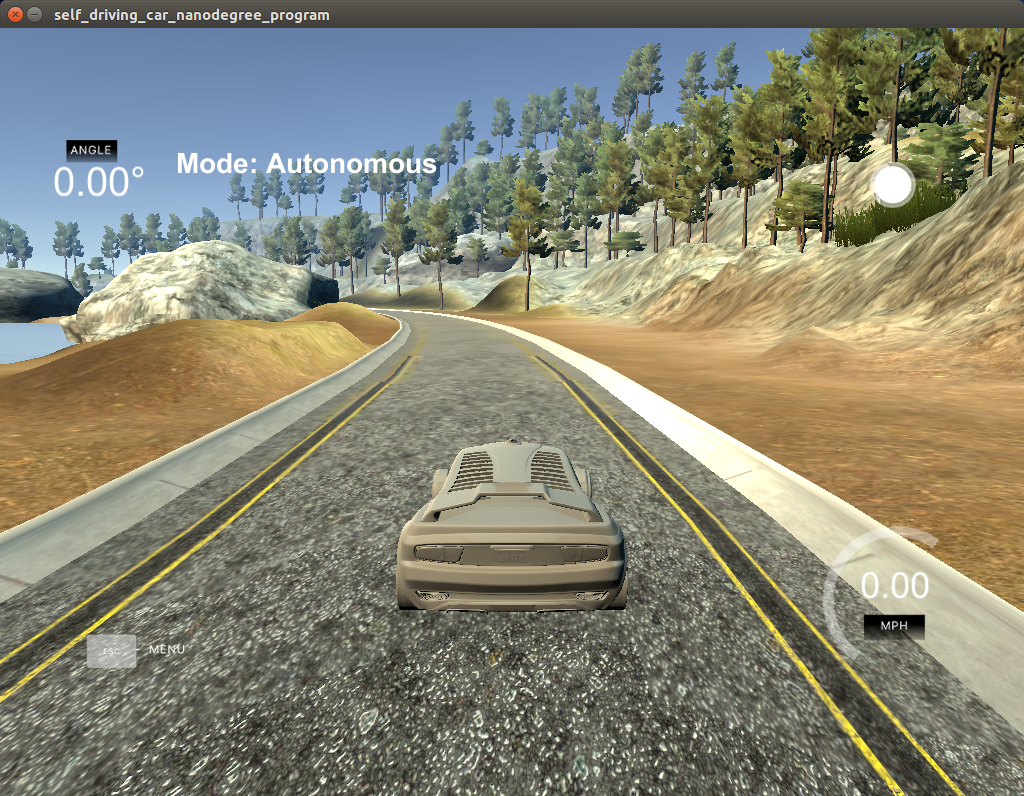 self_driving_car_nanodegree_program
ANGLE
0.00°
Mode: Autonomous
0.00
MPH
ESC MENU